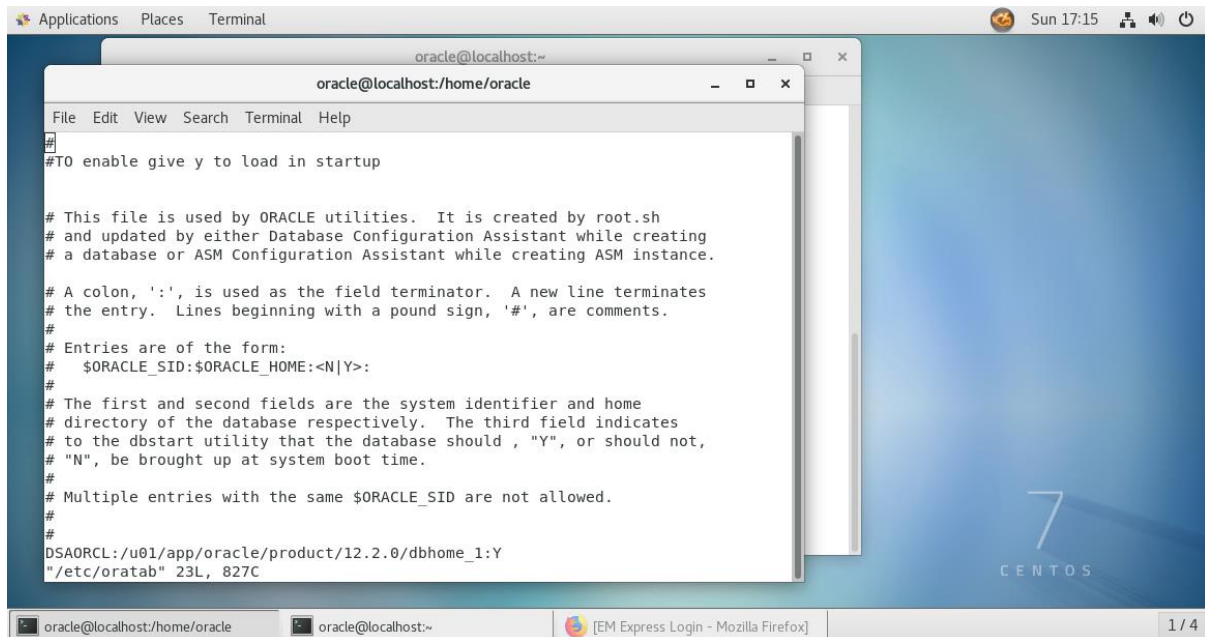 Applications Places Terminal Sun 17:15
oracle@localhost:~
oracle@localhost:/home/oracle
File Edit View Search Terminal Help
#
#TO enable give y to load in startup
# This file is used by ORACLE utilities.  It is created by root.sh
# and updated by either Database Configuration Assistant while creating
# a database or ASM Configuration Assistant while creating ASM instance.
# A colon, ':', is used as the field terminator.  A new line terminates
# the entry.  Lines beginning with a pound sign, '#', are comments.
#
# Entries are of the form:
#   $ORACLE_SID:$ORACLE_HOME:<N|Y>:
#
# The first and second fields are the system identifier and home
# directory of the database respectively.  The third field indicates
# to the dbstart utility that the database should , "Y", or should not,
# "N", be brought up at system boot time.
#
# Multiple entries with the same $ORACLE_SID are not allowed.
#
#
DSAORCL:/u01/app/oracle/product/12.2.0/dbhome_1:Y
"/etc/oratab" 23L, 827C
7
CENTOS
oracle@localhost:/home/oracle oracle@localhost:~ [EM Express Login - Mozilla Firefox] 1 / 4